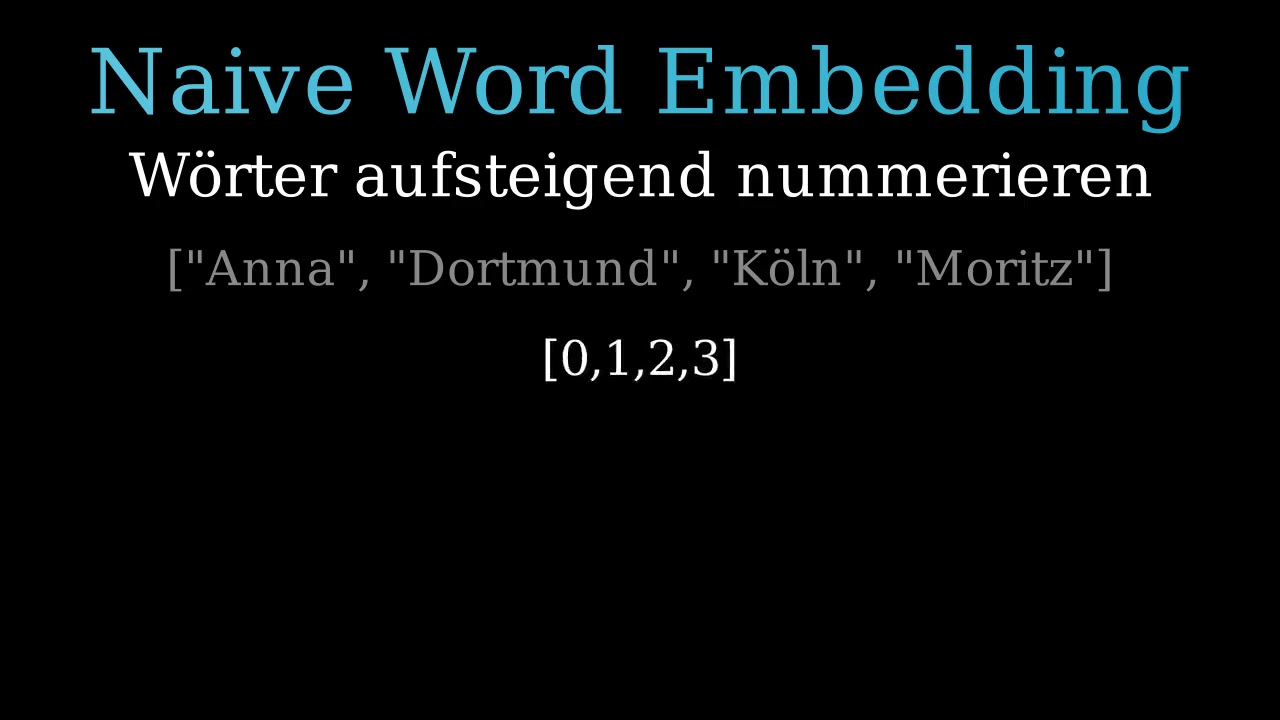 Naive Word Embedding
Wörter aufsteigend nummerieren
["Anna", "Dortmund", "Köln", "Moritz"]
[0,1,2,3]